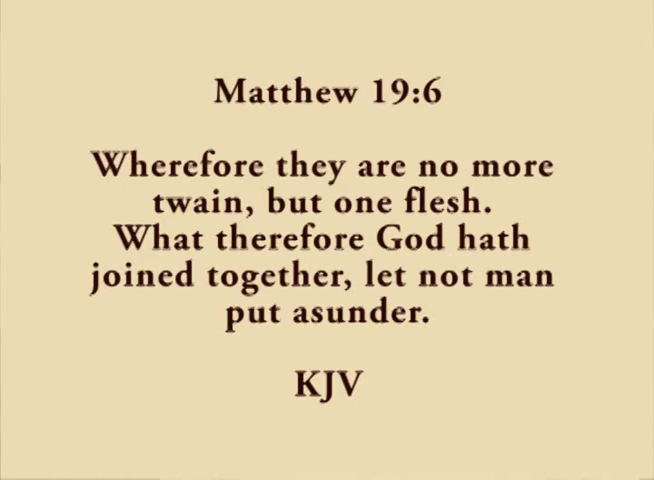 Matthew 19:6
Wherefore they are no more
twain, but one flesh.
What therefore God hath
joined together, let not man
put asunder.
KJV